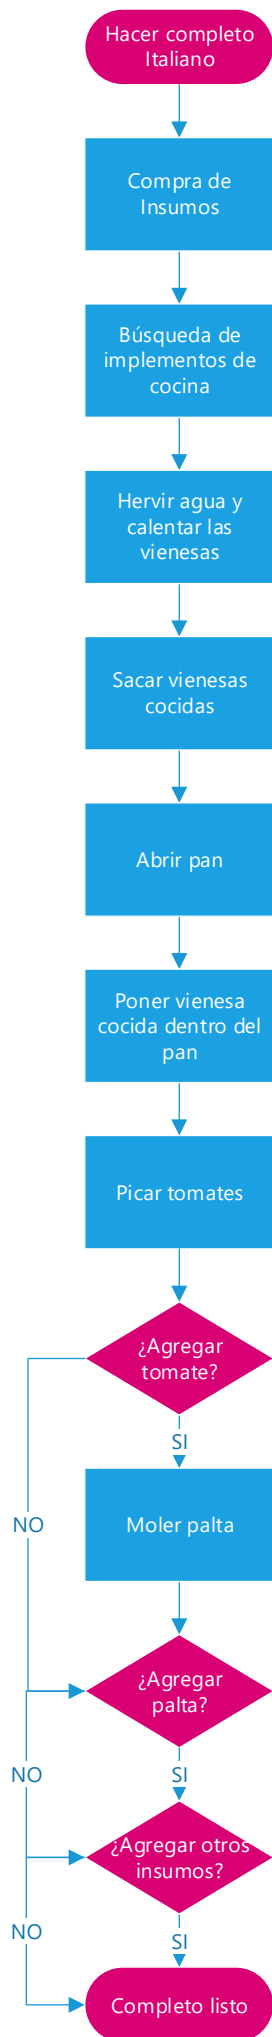 Hacer completo
Italiano
Compra de
Insumos
Búsqueda de
implementos de
cocina
Hervir agua y
calentar las
vienesas
Sacar vienesas
cocidas
Abrir pan
Poner vienesa
cocida dentro del
pan
Picar tomates
¿Agregar
tomate?
SI
NO
Moler palta
¿Agregar
palta?
SI
NO
¿Agregar otros
insumos?
SI
NO
Completo listo